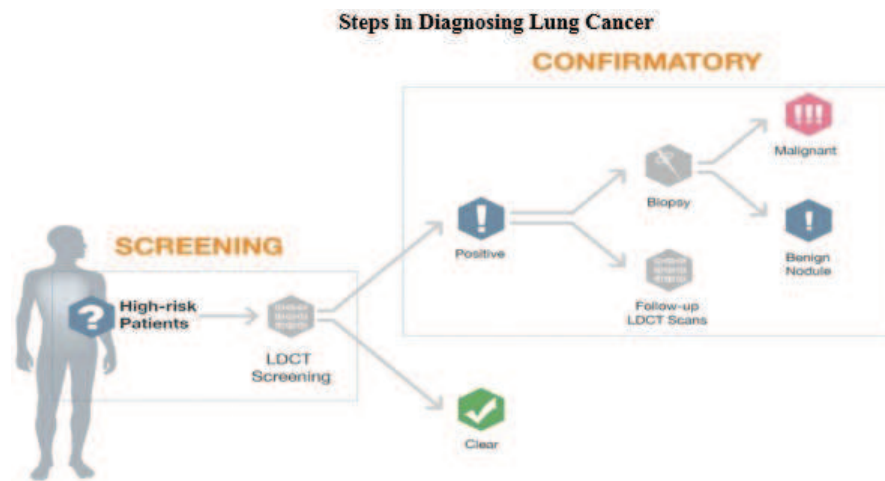 Steps in Diagnosing Lung Cancer
CONFIRMATORY
!!!
Malignant
!
Positive
Biopsy
!
Benign
Nodule
SCREENING
?
High-risk
Patients
LDCT
Screening
Follow-up
LDCT Scans
Clear